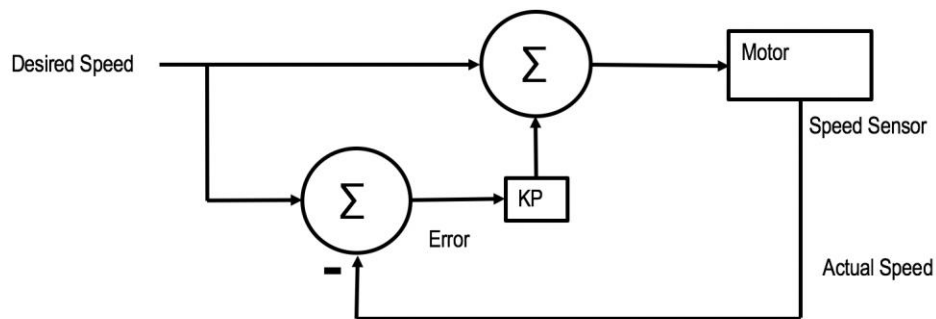 Desired Speed
Σ
Motor
Speed Sensor
Σ
KP
Error
-
Actual Speed